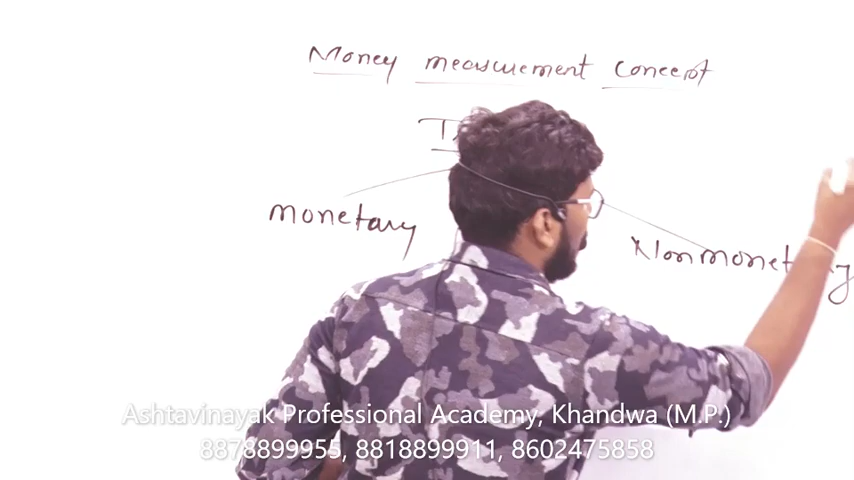 Money measurement concept
monetary
Nonmonetary
Ashtavinayak Professional Academy, Khandwa (M.P.)
8878899955, 8818899911, 8602475858